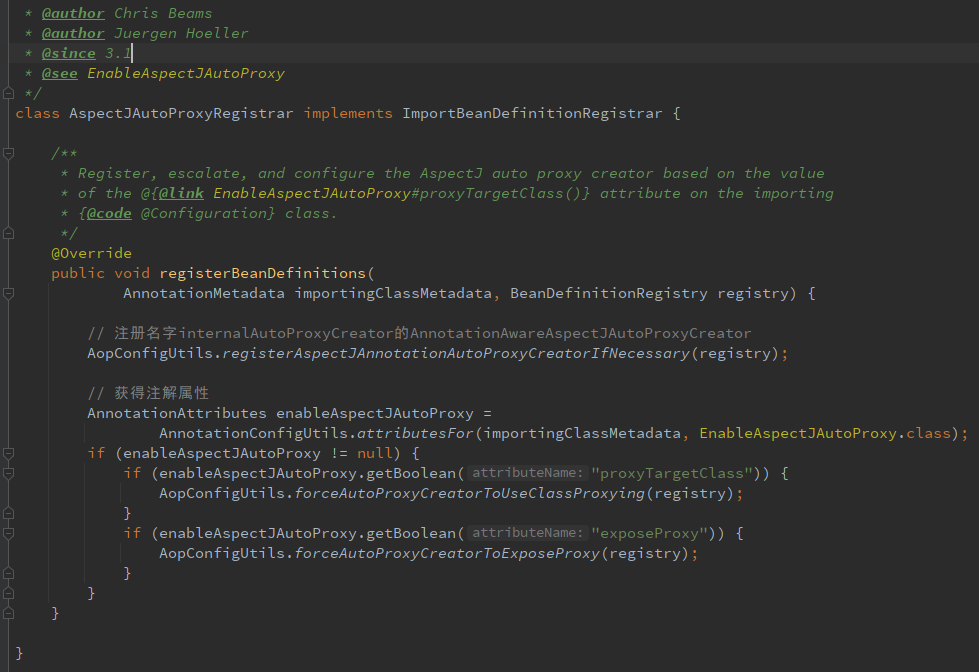 * @author Chris Beams
* @author Juergen Hoeller
* @since 3.1
* @see EnableAspectJAutoProxy
*/
class AspectJAutoProxyRegistrar implements ImportBeanDefinitionRegistrar {
/**
* Register, escalate, and configure the AspectJ auto proxy creator based on the value
* of the @{@link EnableAspectJAutoProxy#proxyTargetClass()} attribute on the importing
* {@code @Configuration} class.
*/
@Override
public void registerBeanDefinitions(
AnnotationMetadata importingClassMetadata, BeanDefinitionRegistry registry) {
// 注册名字internalAutoProxyCreator的AnnotationAwareAspectJAutoProxyCreator
AopConfigUtils.registerAspectJAnnotationAutoProxyCreatorIfNecessary(registry);
// 获得注解属性
AnnotationAttributes enableAspectJAutoProxy =
AnnotationConfigUtils.attributesFor(importingClassMetadata, EnableAspectJAutoProxy.class);
if (enableAspectJAutoProxy != null) {
if (enableAspectJAutoProxy.getBoolean( attributeName: "proxyTargetClass")) {
AopConfigUtils.forceAutoProxyCreatorToUseClassProxying(registry);
}
if (enableAspectJAutoProxy.getBoolean( attributeName: "exposeProxy")) {
AopConfigUtils.forceAutoProxyCreatorToExposeProxy(registry);
}
}
}
}